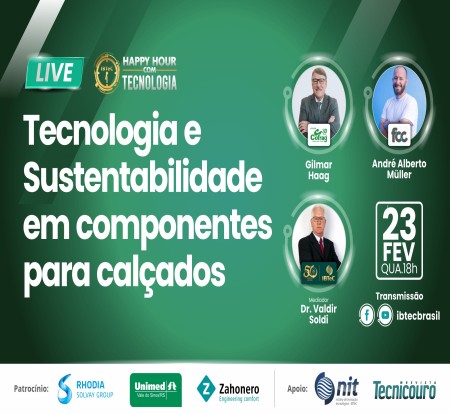 LIVE
HAPPY HOUR
COM
TECNOLOGIA
Tecnologia e
Sustentabilidade
em componentes
para calçados
Gilmar
Haag
fcc
André Alberto
Müller
Mediador
Dr. Valdir
Soldi
23
FEV
QUA.18h
Transmissão
ibtecbrasil
Patrocínio:
RHODIA
SOLVAY GROUP
Unimed
Vale do Sinos/RS
Zahonero
Engineering comfort
Apoio:
nit
REVISTA
Tecnicouro